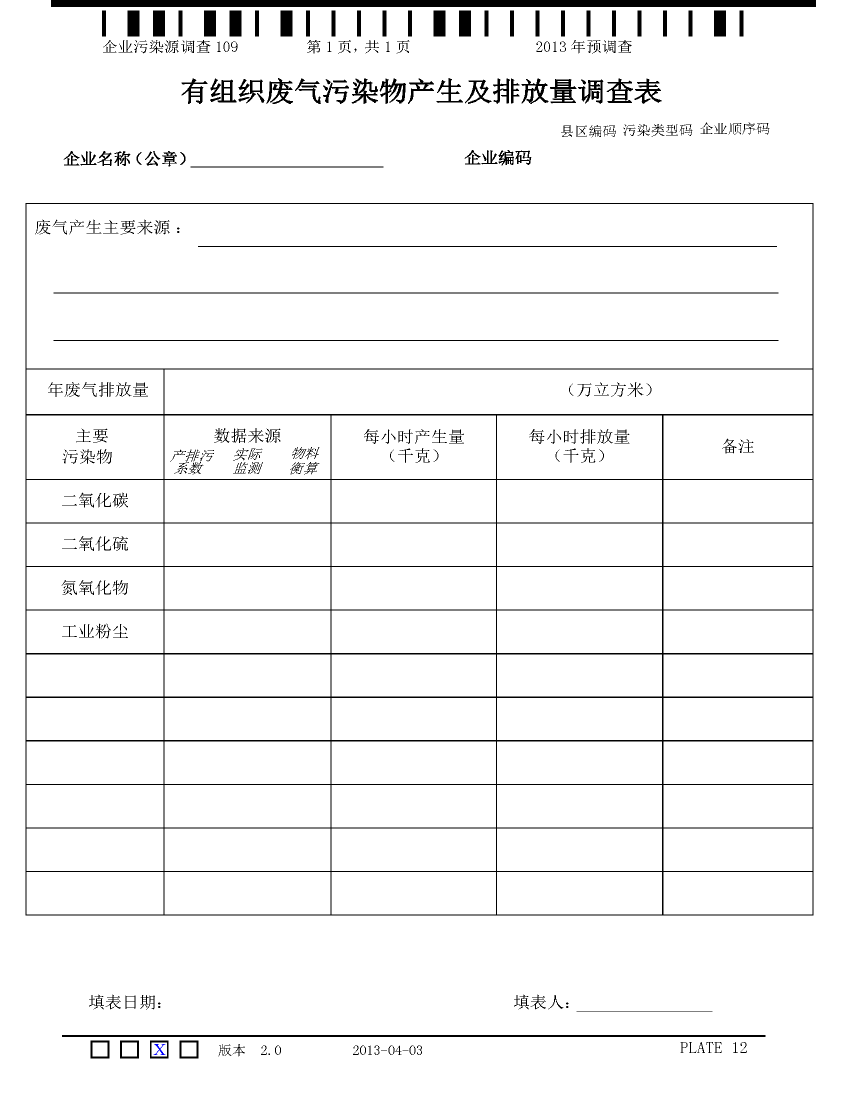 企业污染源调查 109 第 1 页, 共 1 页 2013 年预调查
有组织废气污染物产生及排放量调查表
县区编码 污染类型码 企业顺序码
企业名称（公章） 企业编码
废气产生主要来源：
年废气排放量 （万立方米）
主要 数据来源 每小时产生量 每小时排放量 备注
污染物 产排污 实际 物料 （千克） （千克）
系数 监测 衡算
二氧化碳
二氧化硫
氮氧化物
工业粉尘
填表日期: 填表人:
X 版本 2.0 2013-04-03 PLATE 12